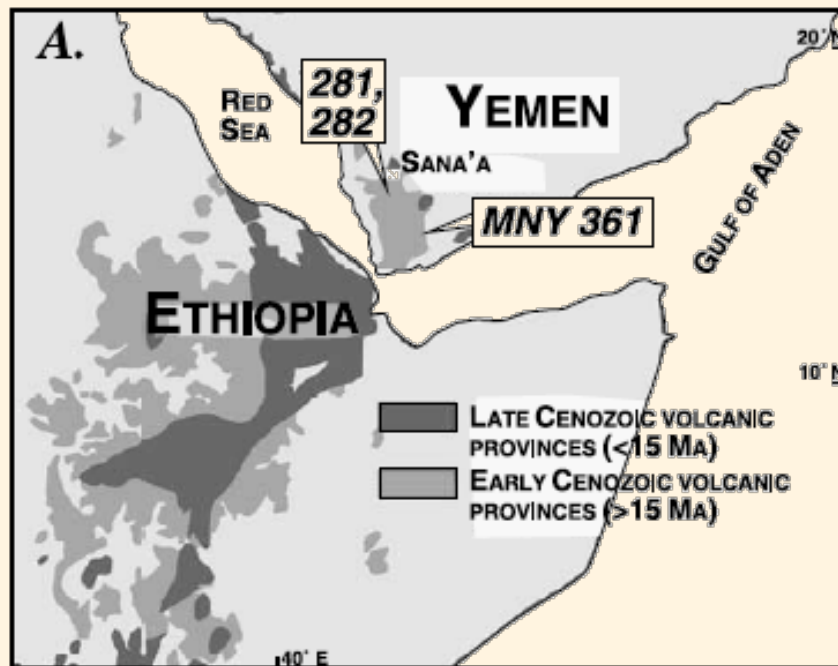 A.
20° N
RED
SEA
281,
282
YEMEN
SANA'A
MNY 361
GULF OF ADEN
ETHIOPIA
10° N
LATE CENOZOIC VOLCANIC
PROVINCES (<15 MA)
EARLY CENOZOIC VOLCANIC
PROVINCES (>15 MA)
40° E